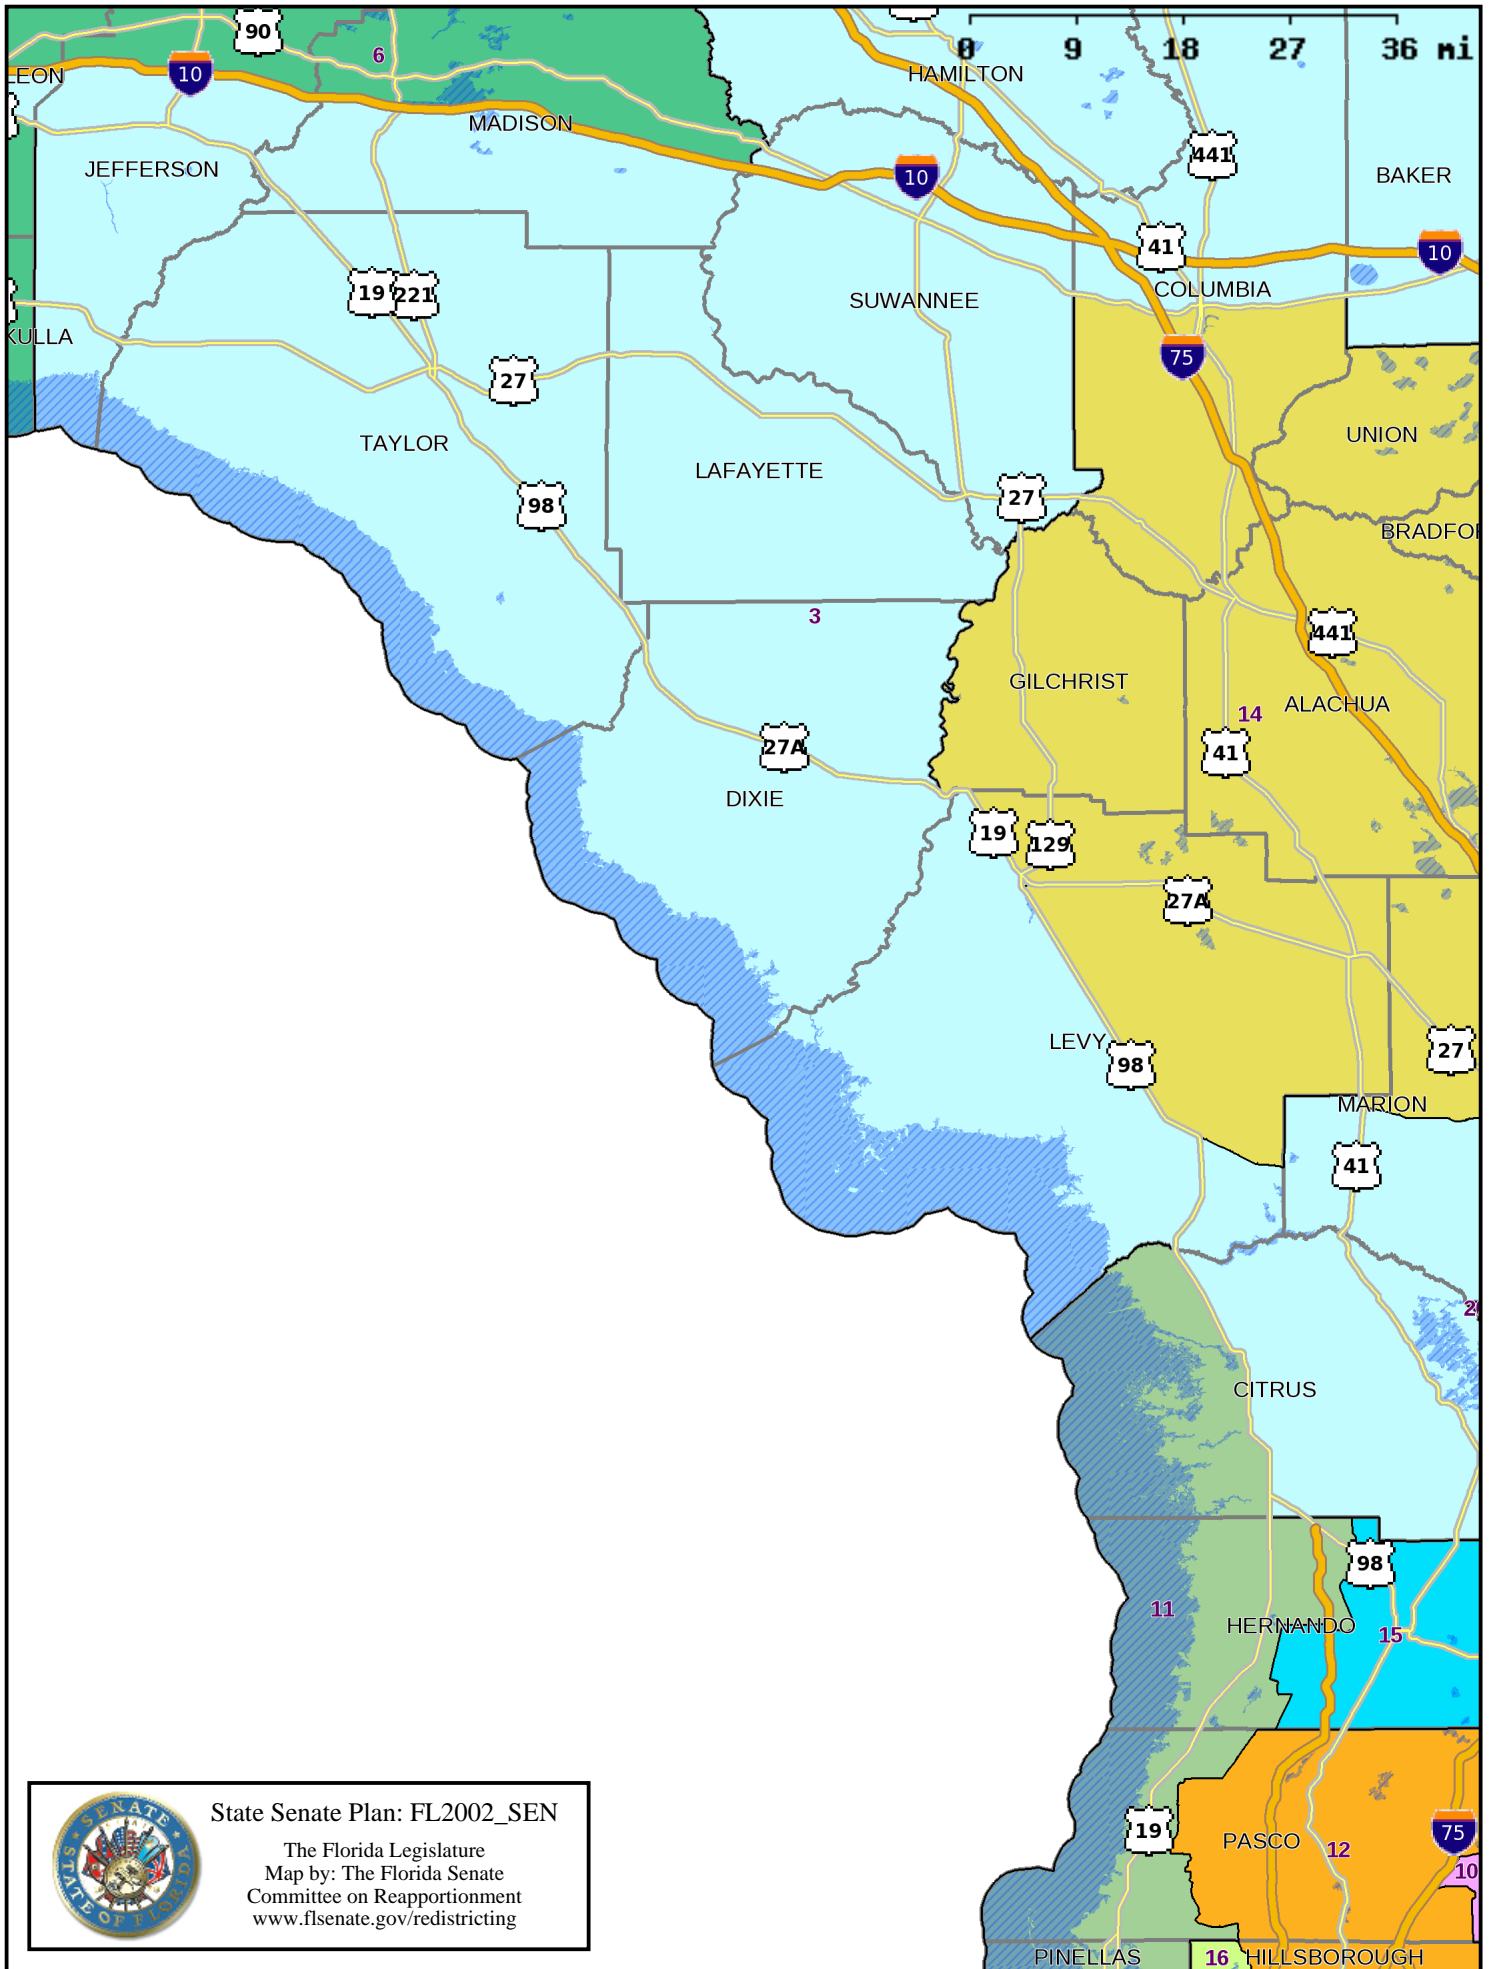 90
6
0 9 18 27 36 mi
HAMILTON
EON
10
MADISON
441
JEFFERSON
10
BAKER
41
10
19
221
SUWANNEE
COLUMBIA
KULLA
75
27
TAYLOR
UNION
LAFAYETTE
98
27
BRADFO
3
441
GILCHRIST
ALACHUA
14
27A
41
DIXIE
19
129
27A
LEVY
98
27
MARION
41
CITRUS
98
11
HERNANDO
15
State Senate Plan: FL2002_SEN
The Florida Legislature
Map by: The Florida Senate
Committee on Reapportionment
www.flsenate.gov/redistricting
SENATE
STATE OF FLORIDA
19
PASCO
12
75
10
PINELLAS
16
HILLSBOROUGH